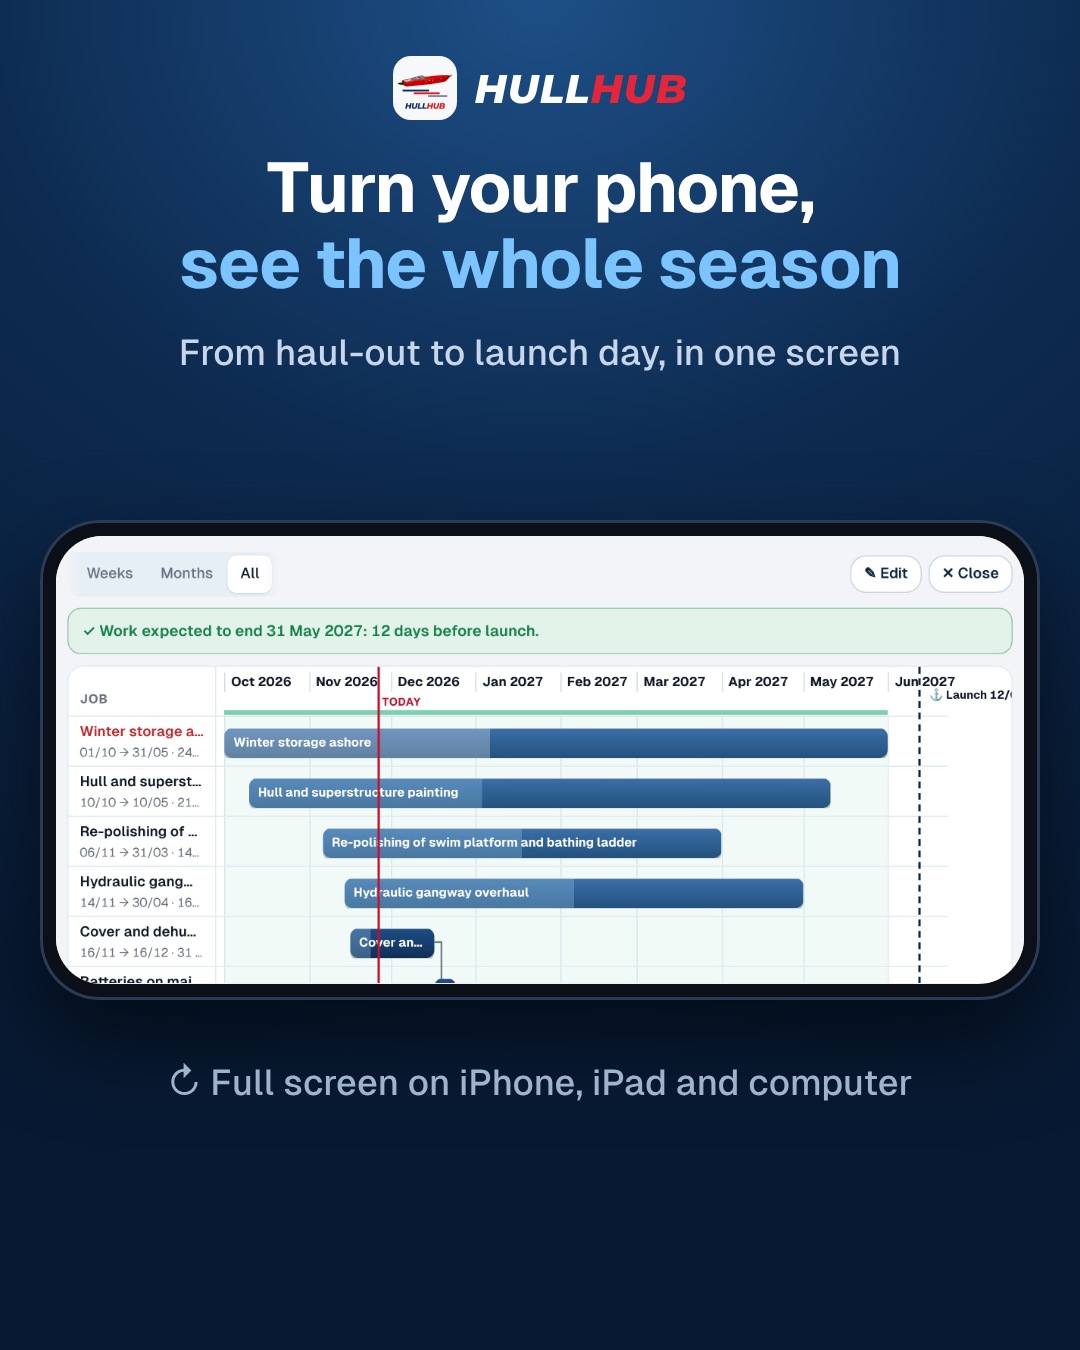 HULLHUB
HULLHUB
Turn your phone,
see the whole season
From haul-out to launch day, in one screen
Weeks Months All
✎ Edit ✕ Close
✓ Work expected to end 31 May 2027: 12 days before launch.
Oct 2026 Nov 2026 Dec 2026 Jan 2027 Feb 2027 Mar 2027 Apr 2027 May 2027 Jun 2027
JOB
TODAY
⚓ Launch 12/
Winter storage a...
01/10 → 31/05 · 24...
Winter storage ashore
Hull and superst...
10/10 → 10/05 · 21...
Hull and superstructure painting
Re-polishing of ...
06/11 → 31/03 · 14...
Re-polishing of swim platform and bathing ladder
Hydraulic gang...
14/11 → 30/04 · 16...
Hydraulic gangway overhaul
Cover and dehu...
16/11 → 16/12 · 31 ...
Cover an...
Batteries on mai
↻ Full screen on iPhone, iPad and computer